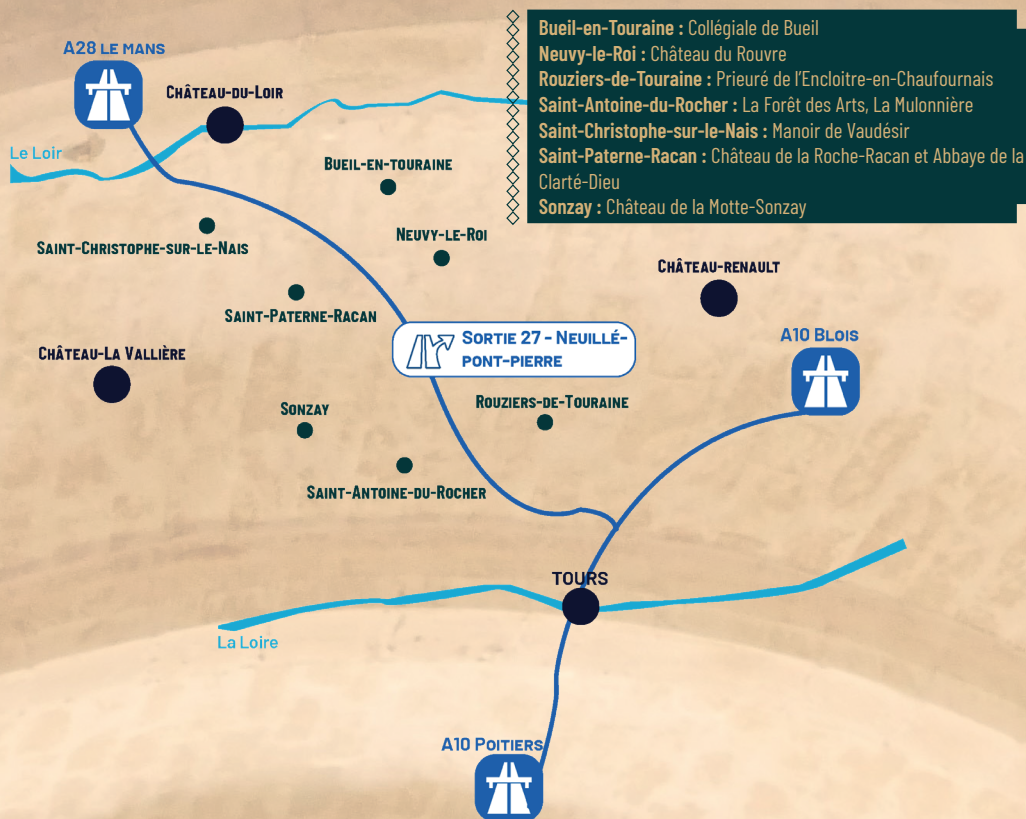 Bueil-en-Touraine : Collégiale de Bueil
Neuvy-le-Roi : Château du Rouvre
Rouziers-de-Touraine : Prieuré de l'Encloitre-en-Chaufournais
Saint-Antoine-du-Rocher : La Forêt des Arts, La Mulonnière
Saint-Christophe-sur-le-Nais : Manoir de Vaudésir
Saint-Paterne-Racan : Château de la Roche-Racan et Abbaye de la
Clarté-Dieu
Sonzay : Château de la Motte-Sonzay
A28 LE MANS
CHÂTEAU-DU-LOIR
Le Loir
BUEIL-EN-TOURAINE
SAINT-CHRISTOPHE-SUR-LE-NAIS
NEUVY-LE-ROI
CHÂTEAU-RENAULT
SAINT-PATERNE-RACAN
SORTIE 27 - NEUILLÉ-
PONT-PIERRE
A10 BLOIS
CHÂTEAU-LA VALLIÈRE
SONZAY
ROUZIERS-DE-TOURAINE
SAINT-ANTOINE-DU-ROCHER
TOURS
La Loire
A10 POITIERS